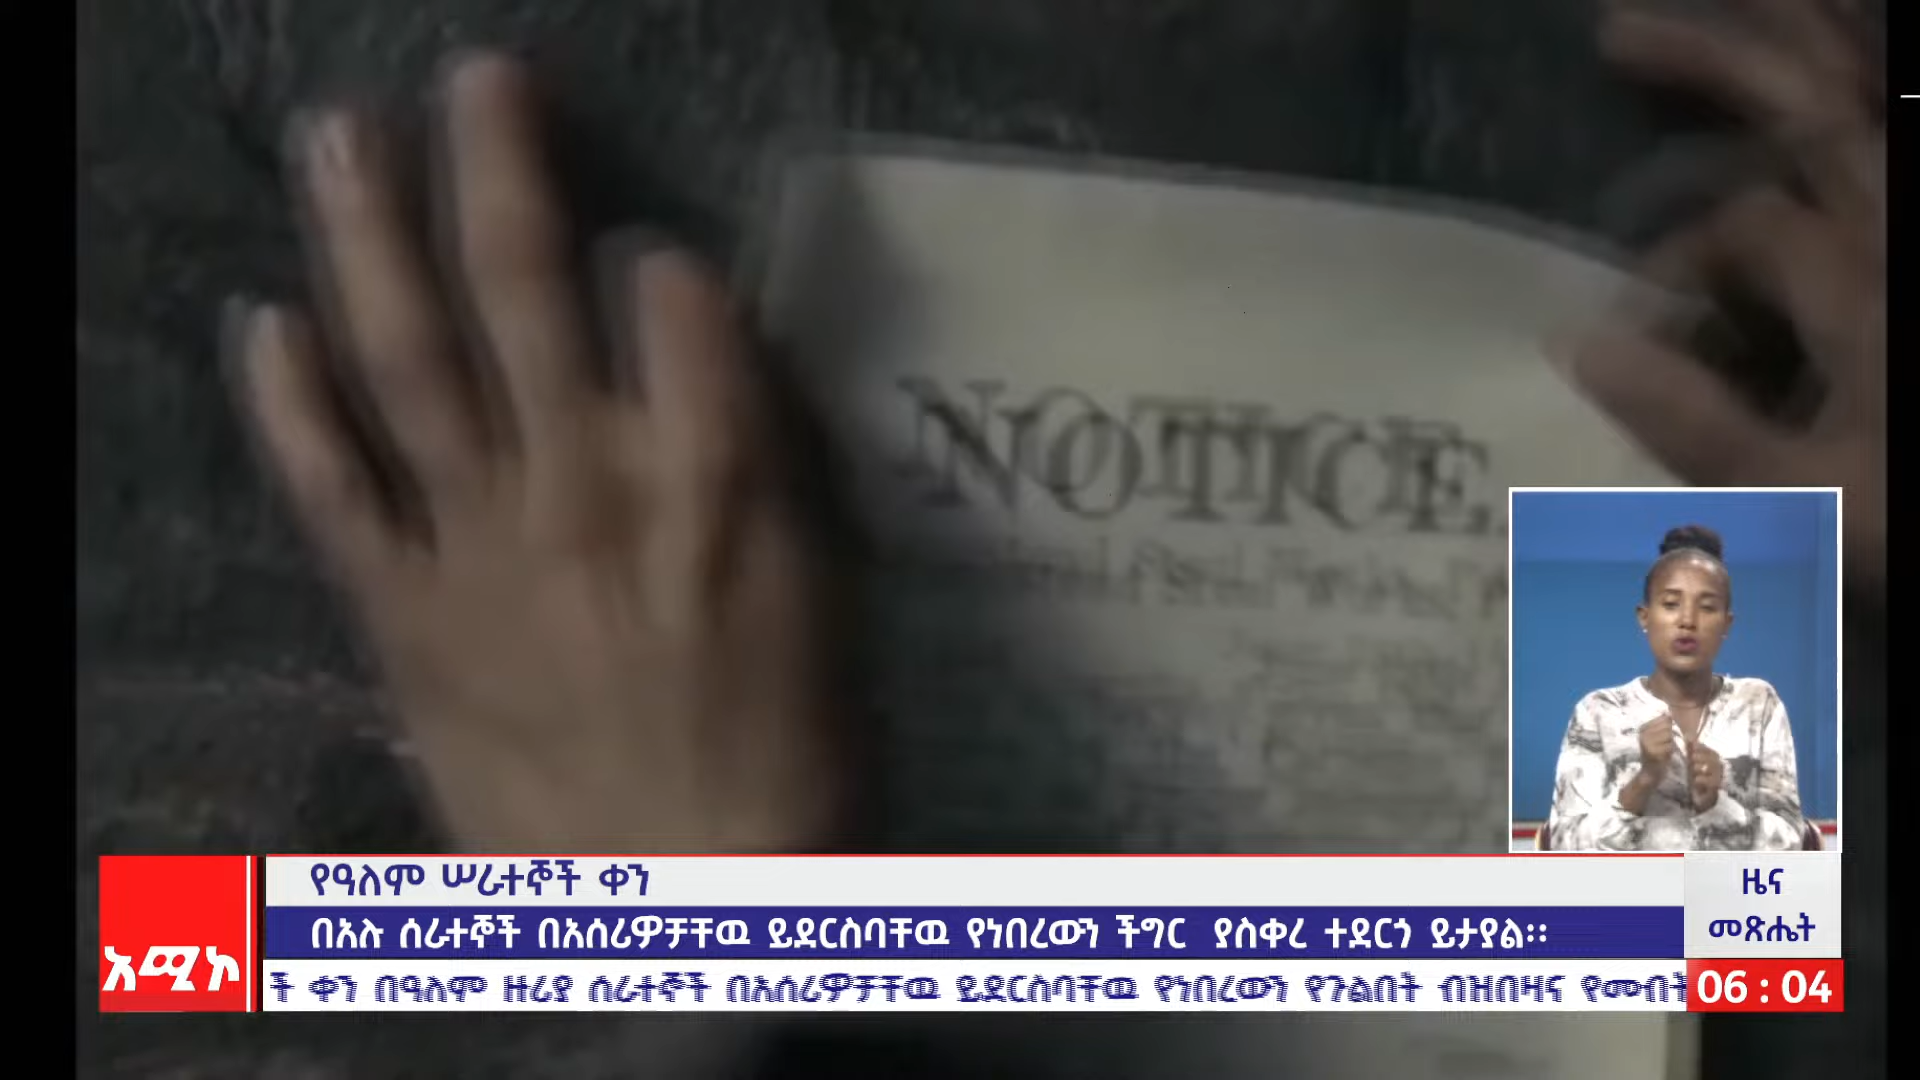 NOTICE.
የዓለም ሠራተኞች ቀን
በአሉ ሰራተኞች በአሰሪዎቻቸዉ ይደርስባቸዉ የነበረውን ችግር ያስቀረ ተደርጎ ይታያል።
ዜና
መጽሔት
አሚኮ
ች ቀን በዓለም ዙሪያ ሰራተኞች በአሰሪዎቻቸዉ ይደርስባቸዉ የነበረውን የጉልበት ብዝበዛና የመብት
06:04